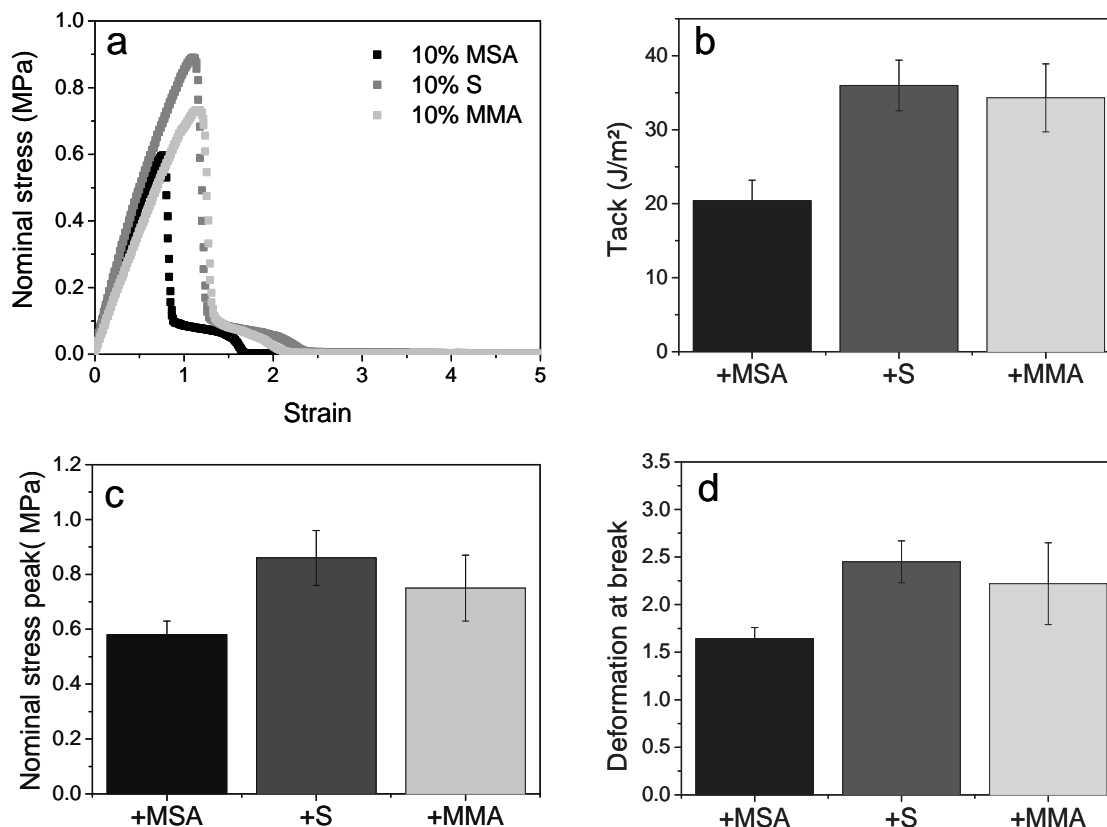 a
10% MSA
10% S
10% MMA
Nominal stress (MPa)
1.0
0.8
0.6
0.4
0.2
0.0
0 1 2 3 4 5
Strain
b
Tack (J/m²)
40
30
20
10
0
+MSA +S +MMA
c
Nominal stress peak( MPa)
1.2
1.0
0.8
0.6
0.4
0.2
0.0
+MSA +S +MMA
d
Deformation at break
3.5
3.0
2.5
2.0
1.5
1.0
0.5
0.0
+MSA +S +MMA